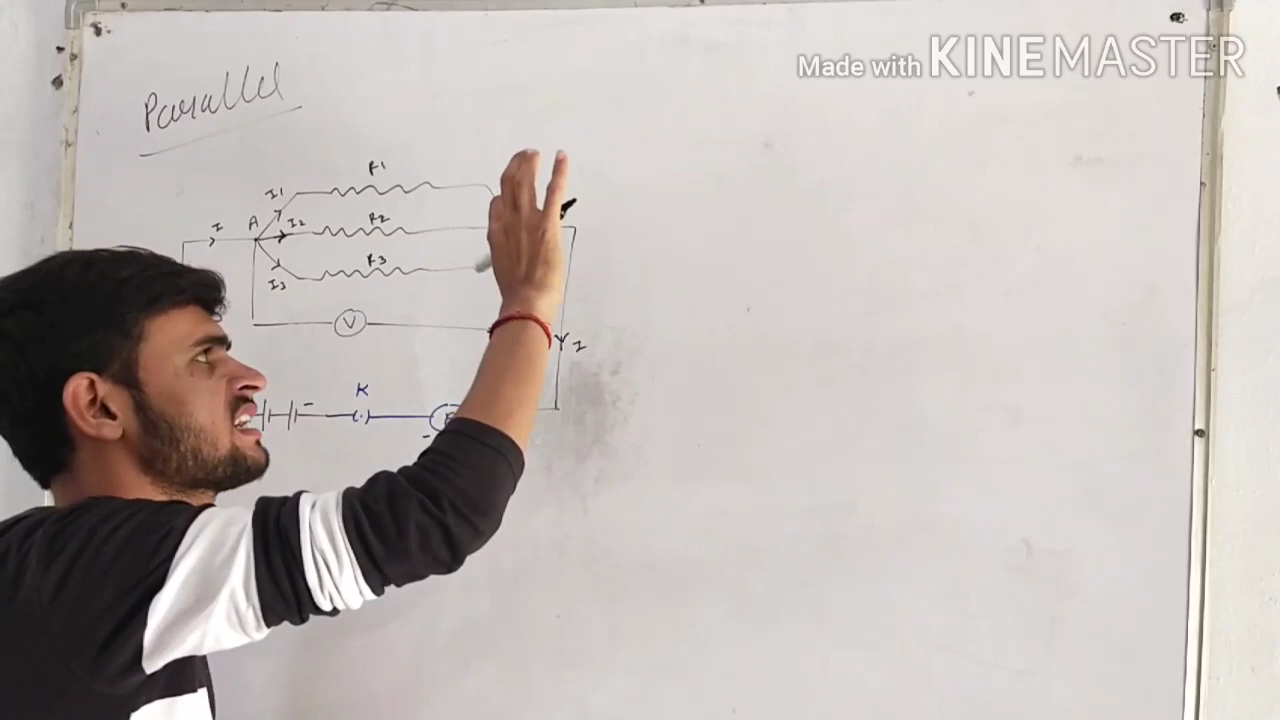 Made with KINEMASTER
Parallel
R1
I1
I A I2 R2
R3
I3
V
I
K
-
-